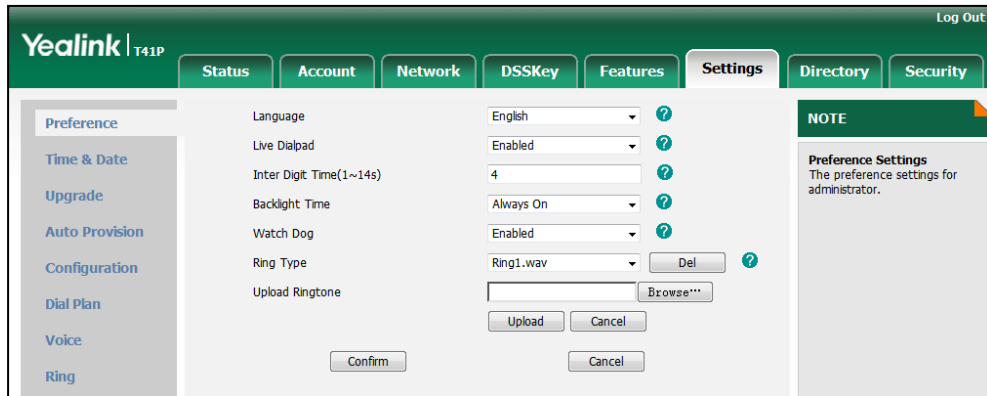 Log Out
Yealink T41P
Status Account Network DSSKey Features Settings Directory Security
Preference
Time & Date
Upgrade
Auto Provision
Configuration
Dial Plan
Voice
Ring
Language English ?
Live Dialpad Enabled ?
Inter Digit Time(1~14s) 4 ?
Backlight Time Always On ?
Watch Dog Enabled ?
Ring Type Ring1.wav Del ?
Upload Ringtone Browse...
Upload Cancel
Confirm Cancel
NOTE
Preference Settings
The preference settings for
administrator.